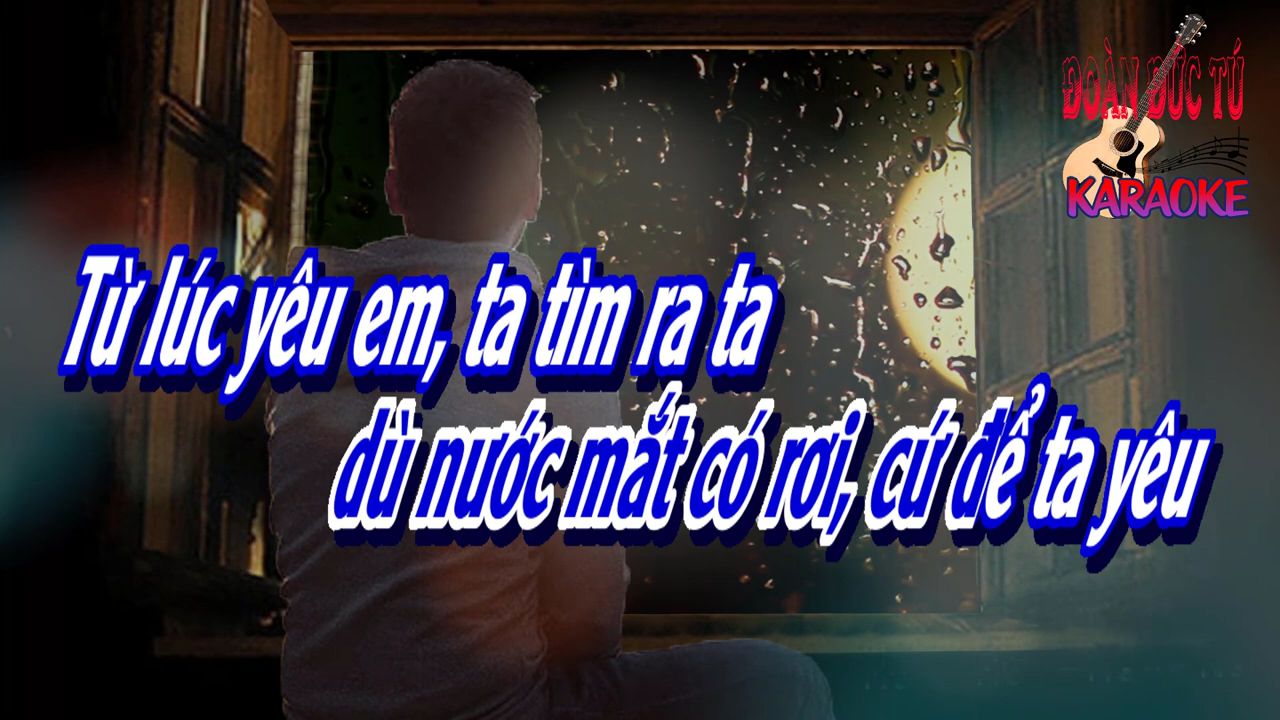 ĐOÀN ĐỨC TÚ
KARAOKE
Từ lúc yêu em, ta tìm ra ta
dù nước mắt có rơi, cứ để ta yêu